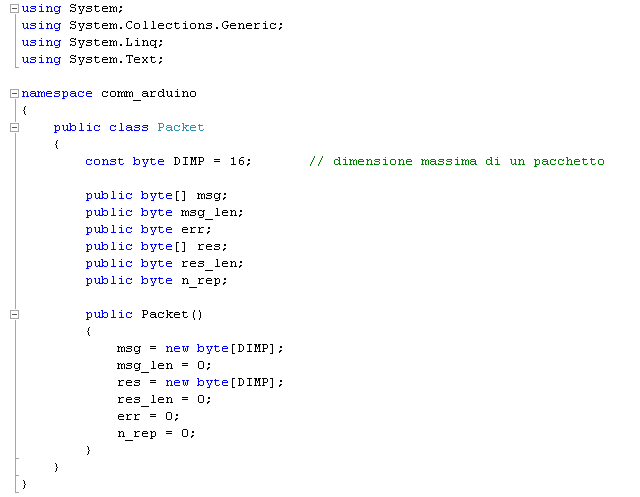 using System;
using System.Collections.Generic;
using System.Linq;
using System.Text;

namespace comm_arduino
{
    public class Packet
    {
        const byte DIMP = 16;       // dimensione massima di un pacchetto

        public byte[] msg;
        public byte msg_len;
        public byte err;
        public byte[] res;
        public byte res_len;
        public byte n_rep;

        public Packet()
        {
            msg = new byte[DIMP];
            msg_len = 0;
            res = new byte[DIMP];
            res_len = 0;
            err = 0;
            n_rep = 0;
        }
    }
}